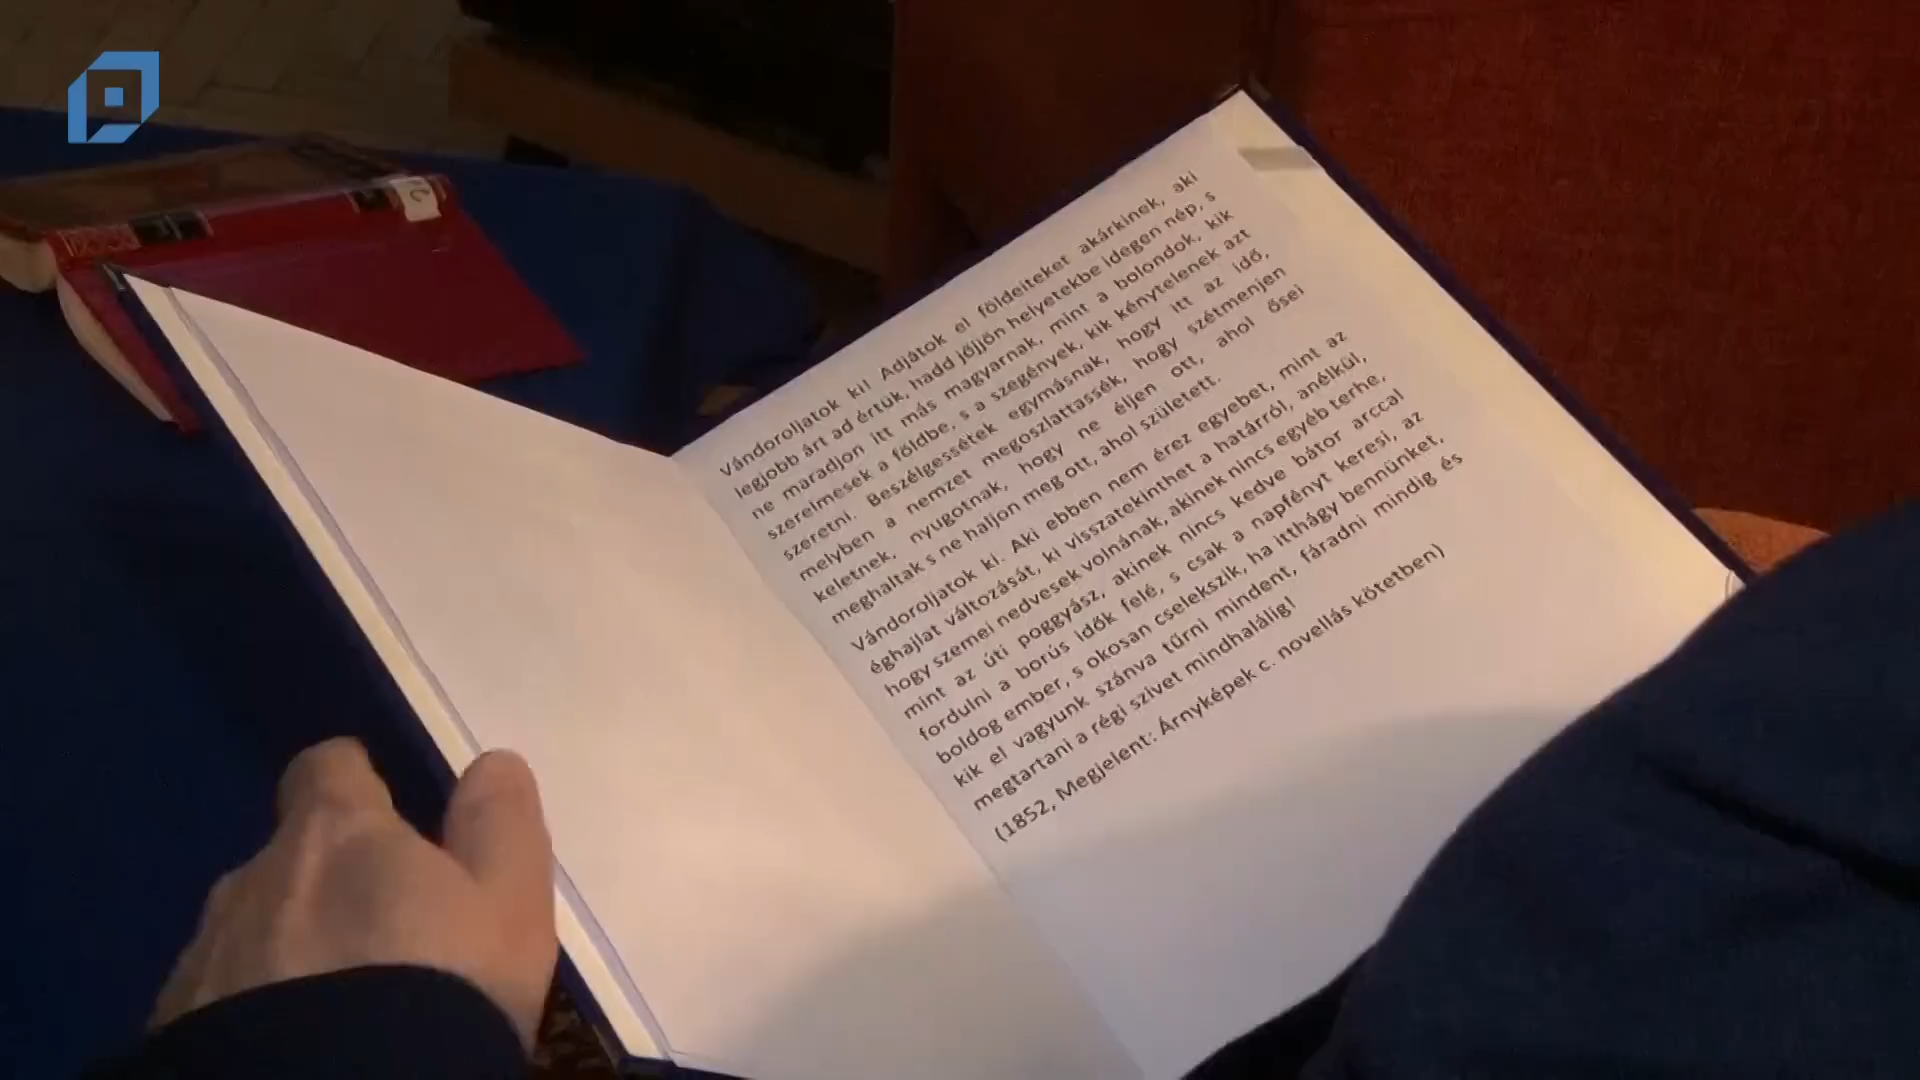 Vándoroljatok ki! Adjátok el földeiteket akárkinek, aki
legjobb árt ad értük, hadd jőjjön helyetekbe idegen nép, s
ne maradjon itt más magyarnak, mint a bolondok, kik
szerelmesek a földbe, s a szegények, kik kénytelenek azt
szeretni. Beszélgessétek egymásnak, hogy itt az idő,
melyben a nemzet megoszlattassék, hogy szétmenjen
keletnek, nyugotnak, hogy ne éljen ott, ahol ősei
meghaltak s ne haljon meg ott, ahol született.
Vándoroljatok ki. Aki ebben nem érez egyebet, mint az
éghajlat változását, ki visszatekinthet a határról, anélkül,
hogy szemei nedvesek volnának, akinek nincs egyéb terhe,
mint az úti poggyász, akinek nincs kedve bátor arccal
fordulni a borús idők felé, s csak a napfényt keresi, az
boldog ember, s okosan cselekszik, ha itthágy bennünket,
kik el vagyunk szánva tűrni mindent, fáradni mindig és
megtartani a régi szivet mindhalálig!
(1852, Megjelent: Árnyképek c. novellás kötetben)